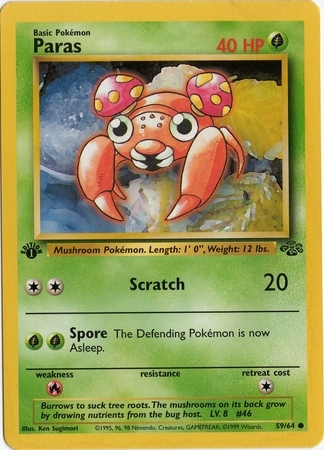 Basic Pokémon
Paras
40 HP
EDITION
1
Mushroom Pokémon. Length: 1' 0", Weight: 12 lbs.
Scratch 20
Spore The Defending Pokémon is now
Asleep.
weakness resistance retreat cost
Burrows to suck tree roots. The mushrooms on its back grow
by drawing nutrients from the bug host. LV. 8 #46
Illus. Ken Sugimori ©1995, 96, 98 Nintendo, Creatures, GAMEFREAK. ©1999 Wizards. 59/64